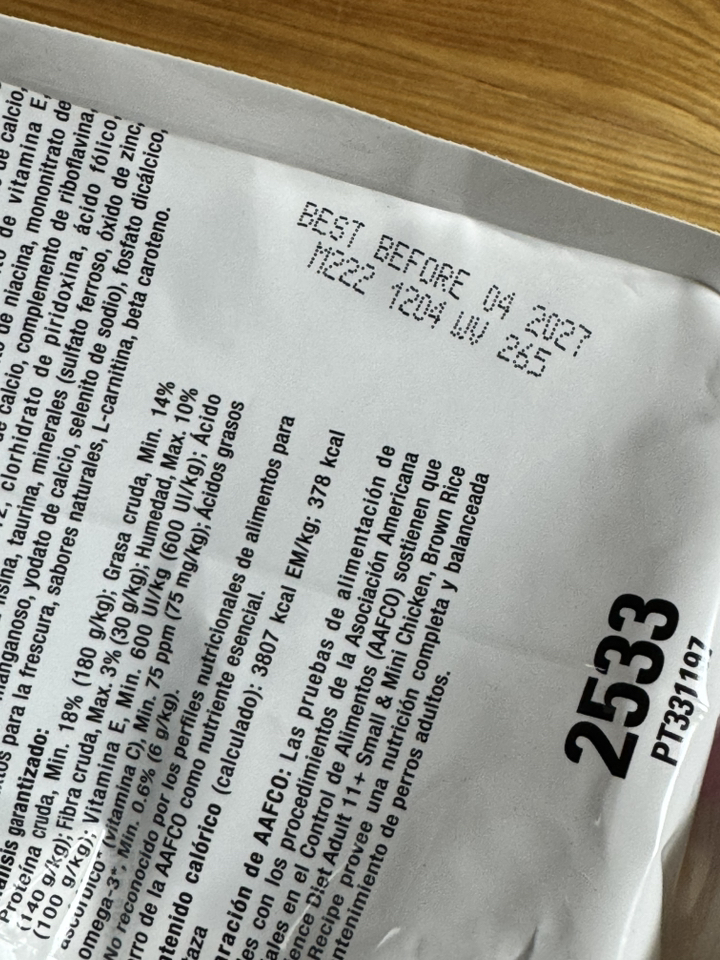 BEST BEFORE 04 2027
M222 1204 WV 265
de calcio,
de vitamina E,
de niacina, mononitrato de
de calcio, complemento de riboflavina,
clorhidrato de piridoxina, ácido fólico,
taurina, minerales (sulfato ferroso, óxido de zinc,
manganoso, yodato de calcio, selenito de sodio), fosfato dicálcico,
para la frescura, sabores naturales, L-carnitina, beta caroteno.
garantizado:
Proteína cruda, Min. 18% (180 g/kg); Grasa cruda, Min. 14%
(140 g/kg); Fibra cruda, Max. 3% (30 g/kg); Humedad, Max. 10%
(100 g/kg); Vitamina E, Min. 600 UI/kg (600 UI/kg); Ácido
(vitamina C), Min. 75 ppm (75 mg/kg); Ácidos grasos
omega-3*, Min. 0.6% (6 g/kg).
No reconocido por los perfiles nutricionales de alimentos para
de la AAFCO como nutriente esencial.
calórico (calculado): 3807 kcal EM/kg; 378 kcal
de AAFCO: Las pruebas de alimentación de
con los procedimientos de la Asociación Americana
en el Control de Alimentos (AAFCO) sostienen que
Diet Adult 11+ Small & Mini Chicken, Brown Rice
Recipe provee una nutrición completa y balanceada
de perros adultos.
2533
PT331197